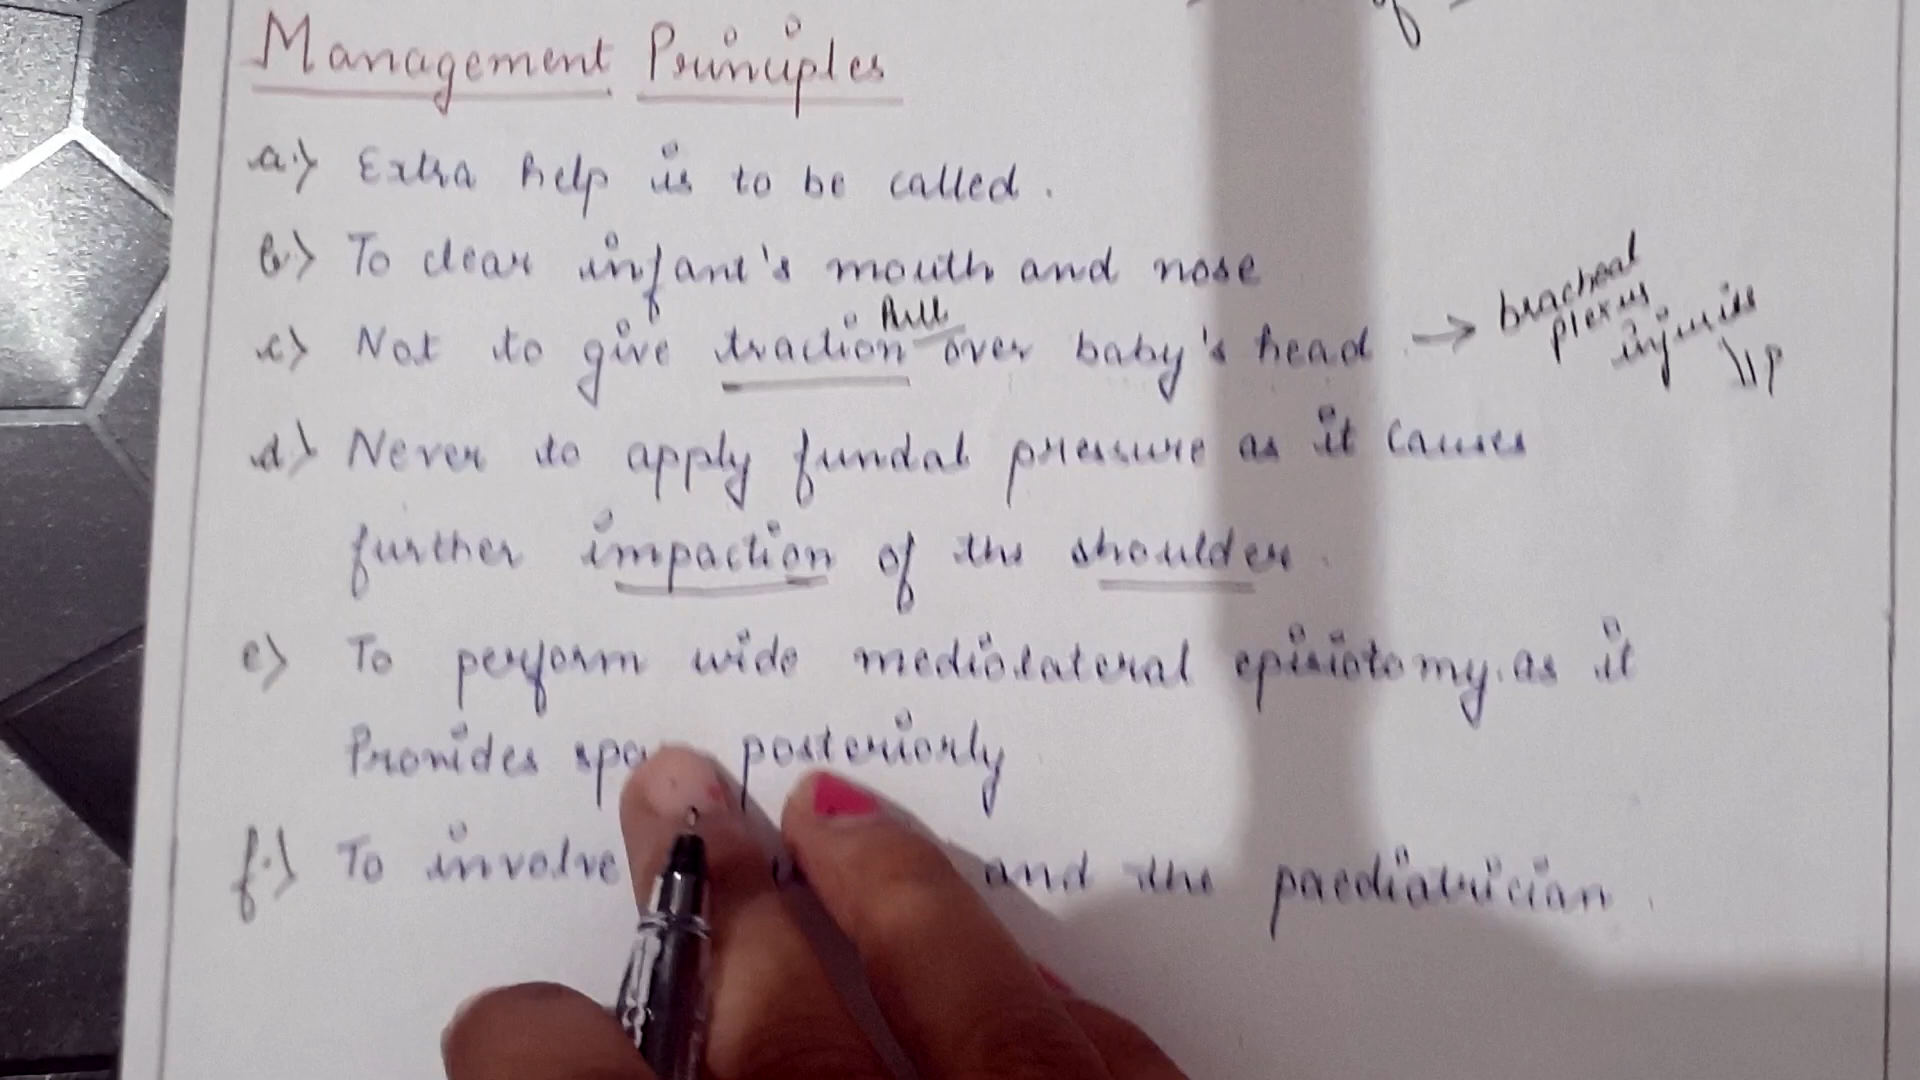 Management Principles
a.) Extra help is to be called.
b.) To clear infant's mouth and nose
Pull
c) Not to give traction over baby's head → bracheal plexus injuries
d) Never to apply fundal pressure as it causes
further impaction of the shoulder.
e) To perform wide mediolateral episiotomy. as it
Provides posteriorly
f.) To involve and the paediatrician.